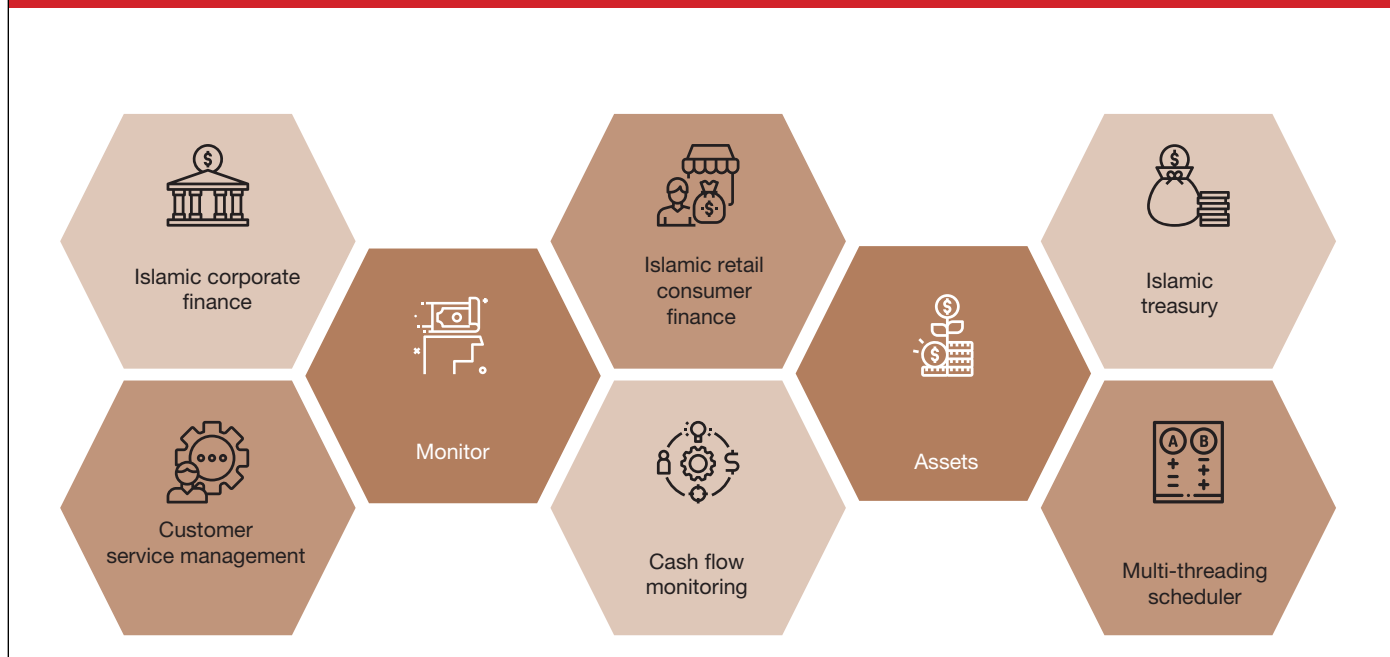 Islamic corporate
finance
Monitor
Islamic retail
consumer
finance
Assets
Islamic
treasury
Customer
service management
Cash flow
monitoring
A B
Multi-threading
scheduler